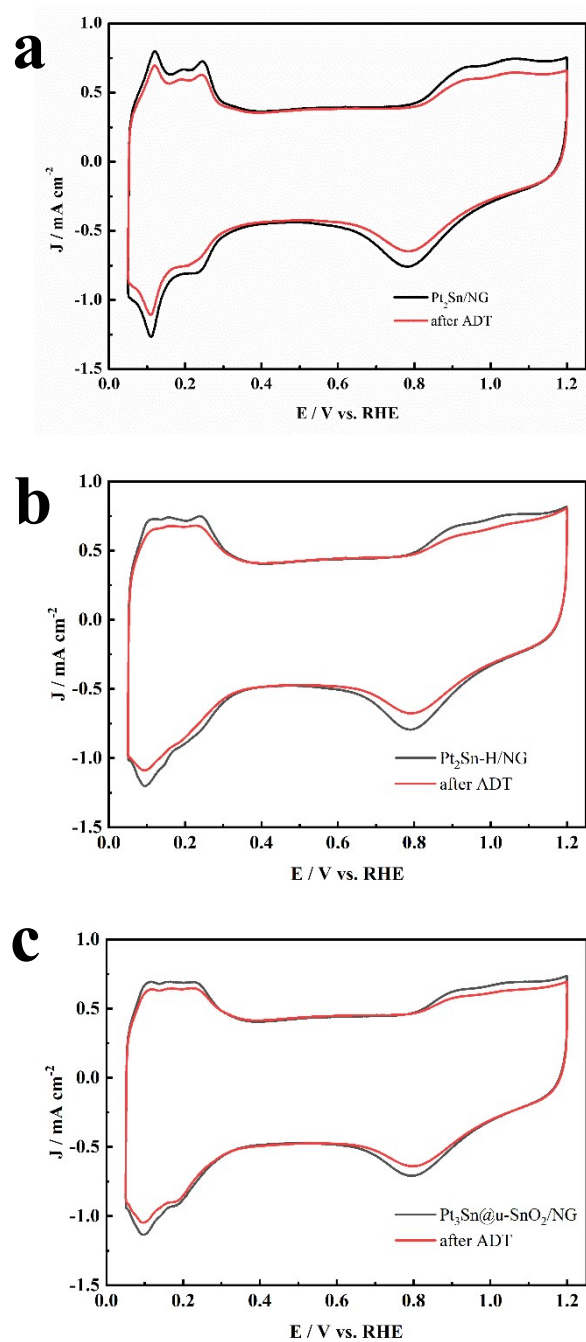 a
1.0
0.5
0.0
-0.5
-1.0
-1.5
J / mA cm⁻²
Pt₂Sn/NG
after ADT
0.0 0.2 0.4 0.6 0.8 1.0 1.2
E / V vs. RHE
b
1.0
0.5
0.0
-0.5
-1.0
-1.5
J / mA cm⁻²
Pt₂Sn-H/NG
after ADT
0.0 0.2 0.4 0.6 0.8 1.0 1.2
E / V vs. RHE
c
1.0
0.5
0.0
-0.5
-1.0
-1.5
J / mA cm⁻²
Pt₃Sn@u-SnO₂/NG
after ADT
0.0 0.2 0.4 0.6 0.8 1.0 1.2
E / V vs. RHE